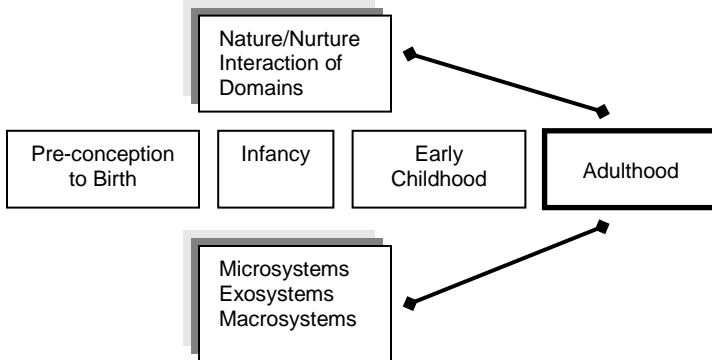 Nature/Nurture
Interaction of
Domains
Pre-conception
to Birth
Infancy
Early
Childhood
Adulthood
Microsystems
Exosystems
Macrosystems